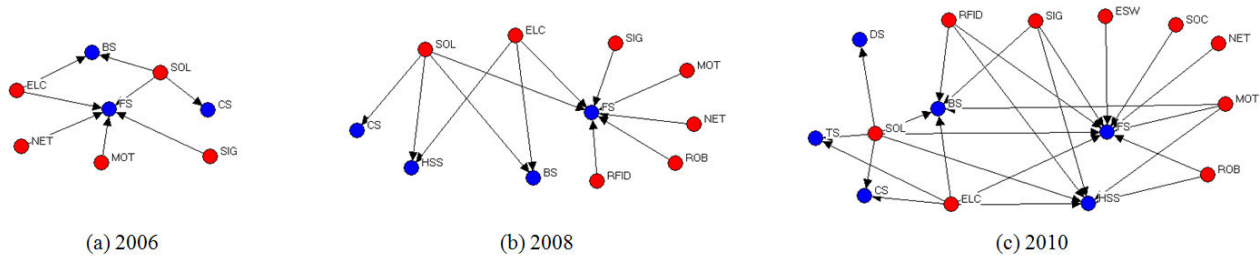 BS
SOL
ELC
FS
CS
NET
MOT
SIG
(a) 2006
SOL
ELC
SIG
MOT
FS
CS
NET
HSS
BS
RFID
ROB
(b) 2008
RFID
SIG
ESW
SOC
DS
NET
BS
MOT
TS
SOL
FS
CS
ELC
HSS
ROB
(c) 2010